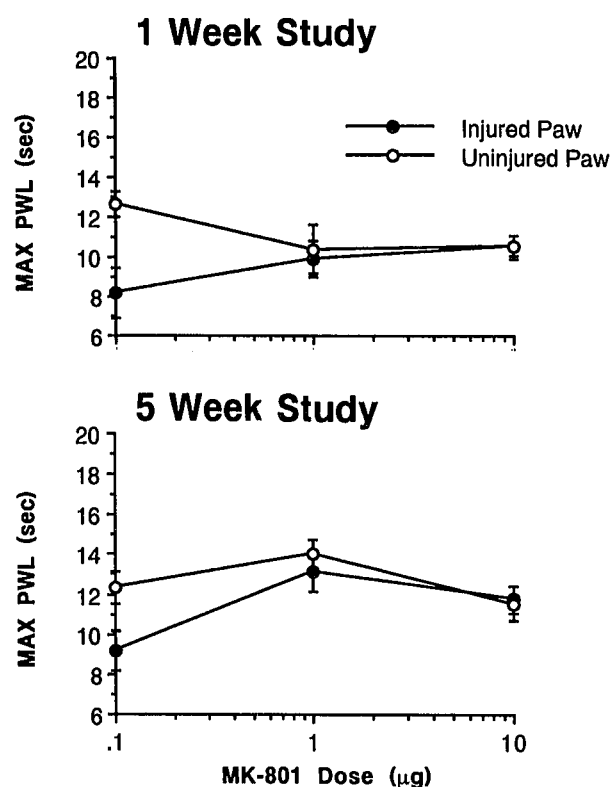 1 Week Study
20
18
16
14
12
10
8
6
MAX PWL (sec)
Injured Paw
Uninjured Paw
5 Week Study
20
18
16
14
12
10
8
6
MAX PWL (sec)
.1
1
10
MK-801 Dose (µg)